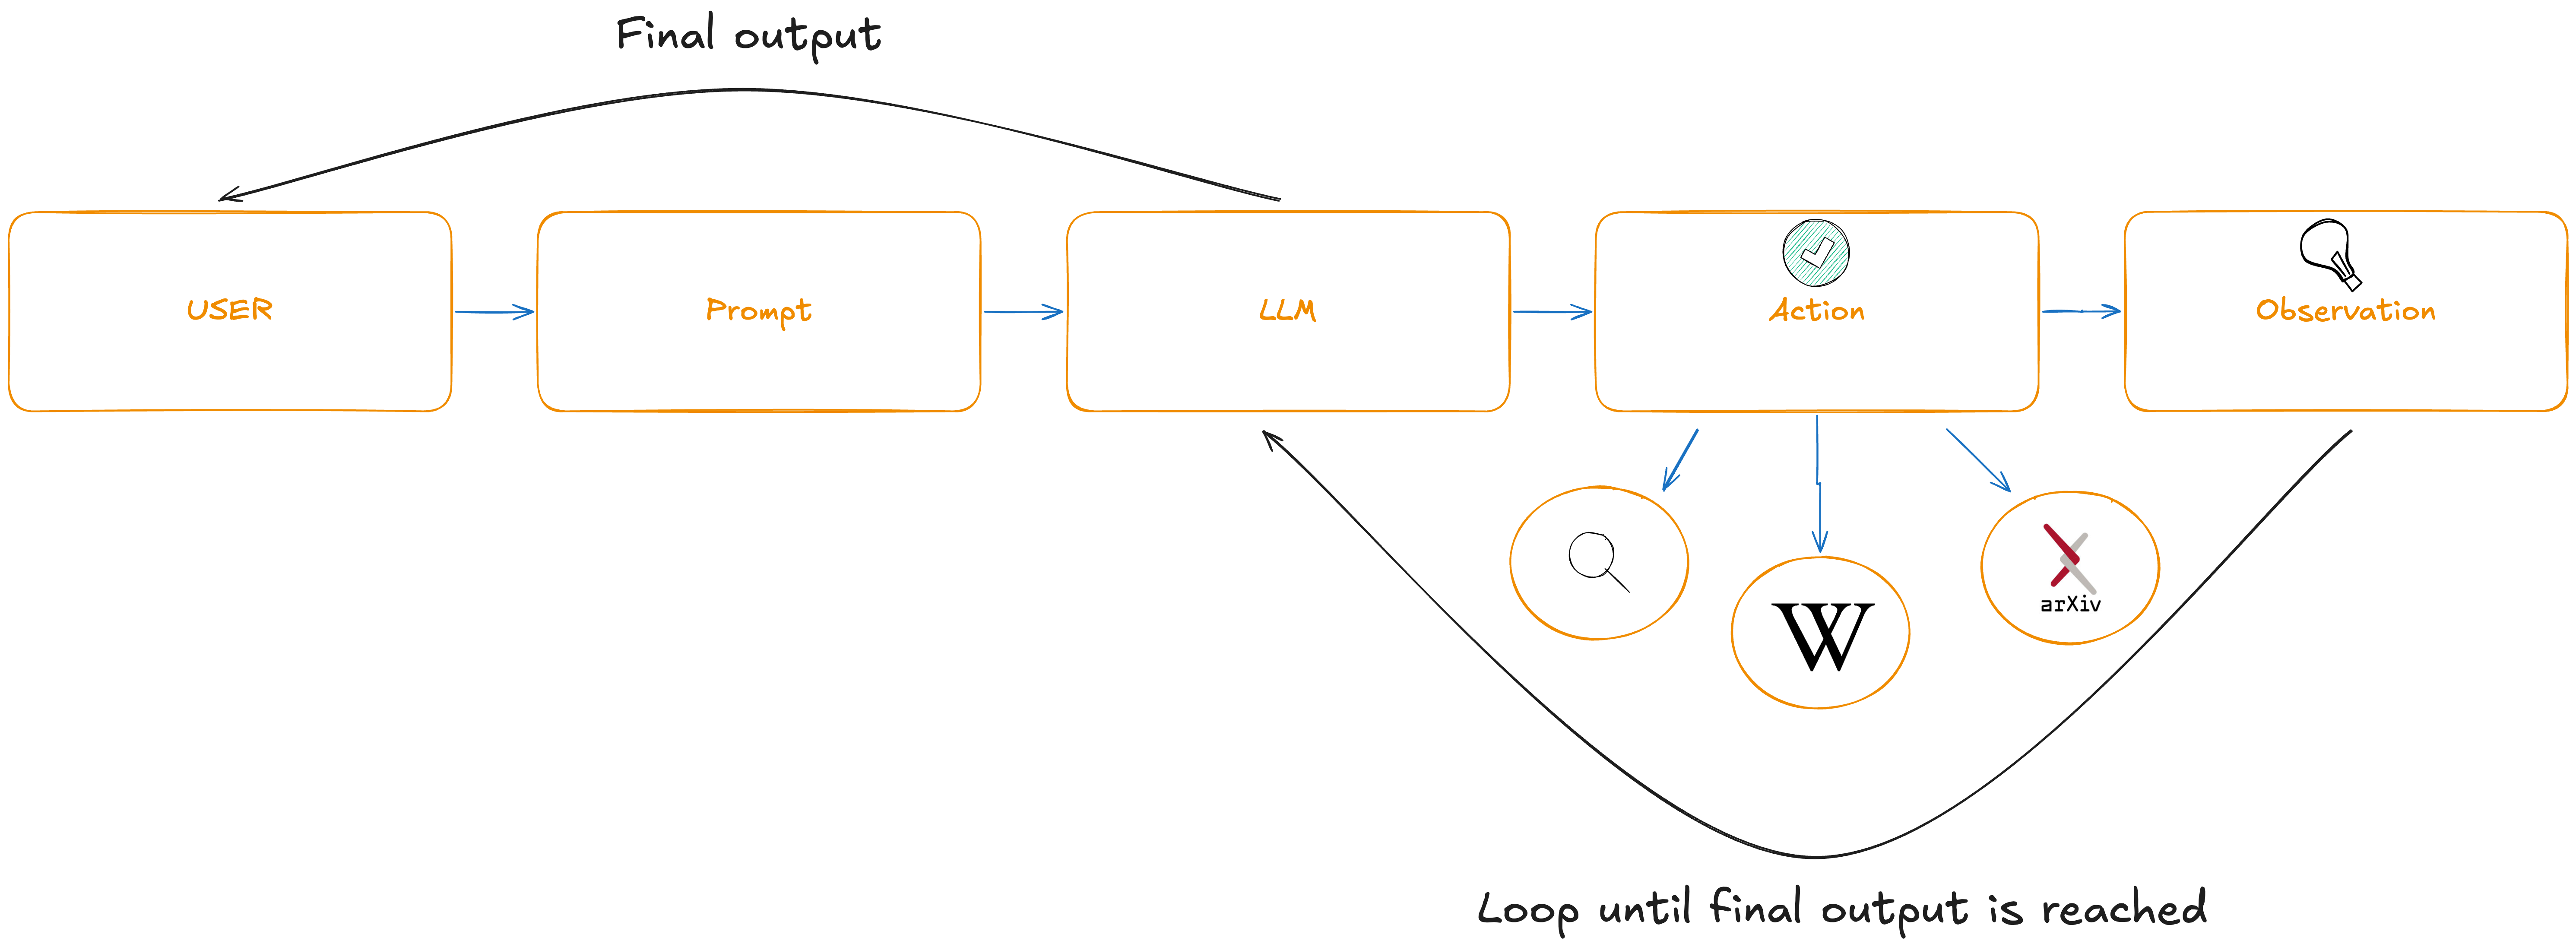 Final output
USER
Prompt
LLM
Action
Observation
W
arXiv
Loop until final output is reached